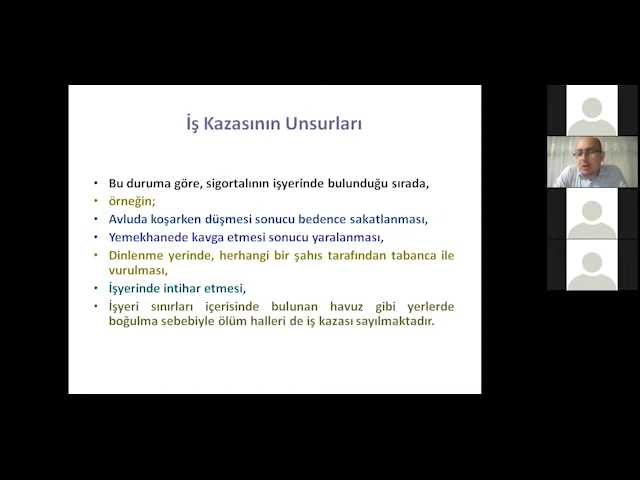 İş Kazasının Unsurları
• Bu duruma göre, sigortalının işyerinde bulunduğu sırada,
• örneğin;
• Avluda koşarken düşmesi sonucu bedence sakatlanması,
• Yemekhanede kavga etmesi sonucu yaralanması,
• Dinlenme yerinde, herhangi bir şahıs tarafından tabanca ile
vurulması,
• İşyerinde intihar etmesi,
• İşyeri sınırları içerisinde bulunan havuz gibi yerlerde
boğulma sebebiyle ölüm halleri de iş kazası sayılmaktadır.